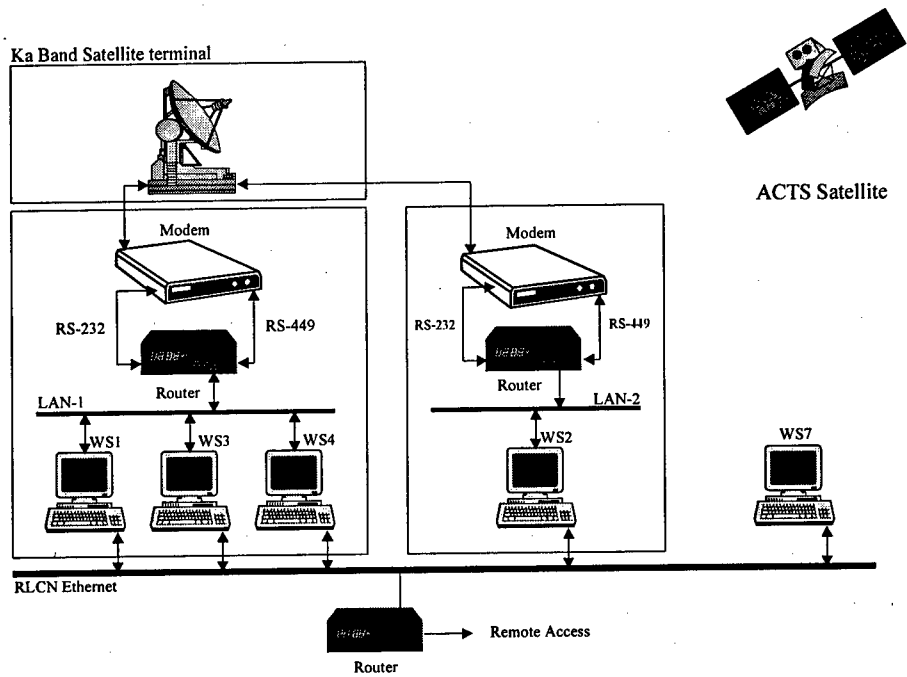 Ka Band Satellite terminal
ACTS Satellite
Modem
Modem
RS-232
RS-449
RS-232
RS-449
Router
Router
LAN-1
LAN-2
WS1
WS3
WS4
WS2
WS7
RLCN Ethernet
Remote Access
Router